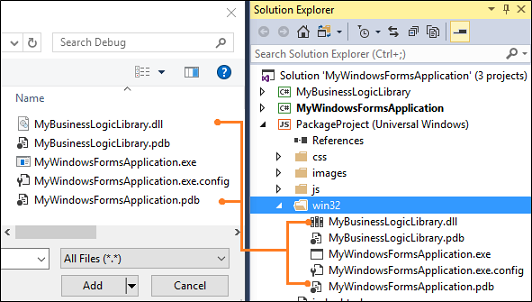 Search Debug
Name
MyBusinessLogicLibrary.dll
MyBusinessLogicLibrary.pdb
MyWindowsFormsApplication.exe
MyWindowsFormsApplication.exe.config
MyWindowsFormsApplication.pdb
All Files (*.*)
Add
Cancel
Solution Explorer
Search Solution Explorer (Ctrl+;)
Solution 'MyWindowsFormsApplication' (3 projects)
C# MyBusinessLogicLibrary
C# MyWindowsFormsApplication
JS PackageProject (Universal Windows)
References
css
images
js
win32
MyBusinessLogicLibrary.dll
MyBusinessLogicLibrary.pdb
MyWindowsFormsApplication.exe
MyWindowsFormsApplication.exe.config
MyWindowsFormsApplication.pdb